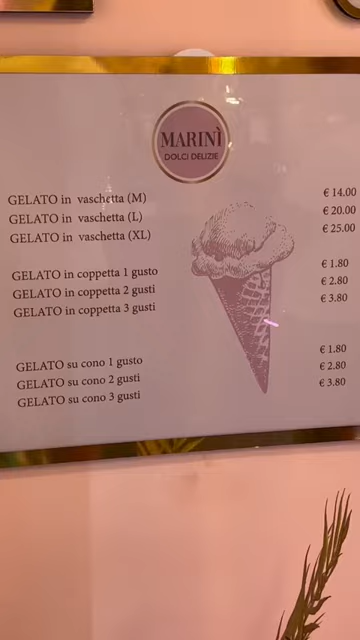 MARINÌ
DOLCI DELIZIE
GELATO in vaschetta (M) € 14.00
GELATO in vaschetta (L) € 20.00
GELATO in vaschetta (XL) € 25.00
GELATO in coppetta 1 gusto € 1.80
GELATO in coppetta 2 gusti € 2.80
GELATO in coppetta 3 gusti € 3.80
GELATO su cono 1 gusto € 1.80
GELATO su cono 2 gusti € 2.80
GELATO su cono 3 gusti € 3.80